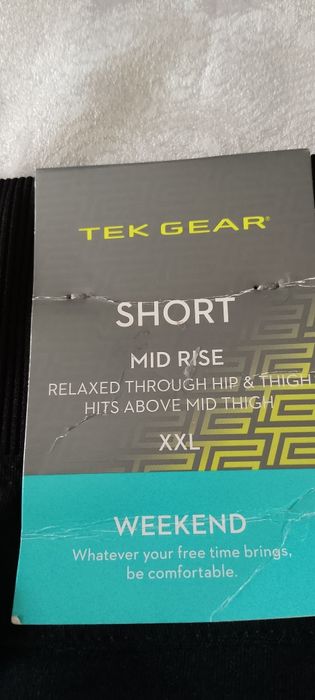 TEK GEAR®
SHORT
MID RISE
RELAXED THROUGH HIP & THIGH
HITS ABOVE MID THIGH
XXL
WEEKEND
Whatever your free time brings,
be comfortable.